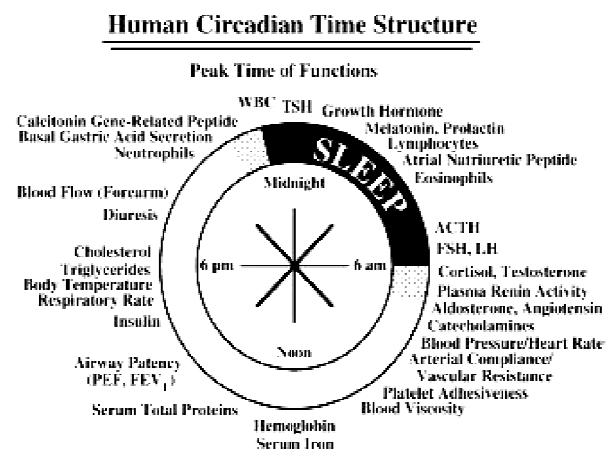 Human Circadian Time Structure
Peak Time of Functions
WBC
TSH
Growth Hormone
Melatonin, Prolactin
Lymphocytes
Atrial Nutriuretic Peptide
Eosinophils
ACTH
FSH, LH
Cortisol, Testosterone
Plasma Renin Activity
Aldosterone, Angiotensin
Catecholamines
Blood Pressure/Heart Rate
Arterial Compliance/
Vascular Resistance
Platelet Adhesiveness
Blood Viscosity
Hemoglobin
Serum Iron
Serum Total Proteins
Airway Patency
(PEF, FEV1)
Insulin
Respiratory Rate
Body Temperature
Triglycerides
Cholesterol
Diuresis
Blood Flow (Forearm)
Neutrophils
Basal Gastric Acid Secretion
Calcitonin Gene-Related Peptide
SLEEP
Midnight
6 pm
6 am
Noon